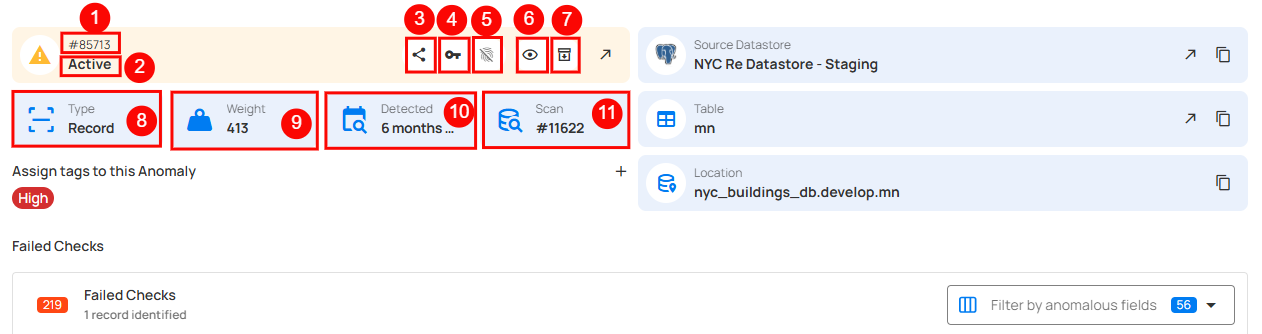 1
#85713
Active
2
3
4
5
6
7
Source Datastore
NYC Re Datastore - Staging
Type
Record
8
Weight
413
9
Detected
6 months ...
10
Scan
#11622
11
Table
mn
Assign tags to this Anomaly
+
High
Location
nyc_buildings_db.develop.mn
Failed Checks
219
Failed Checks
1 record identified
Filter by anomalous fields
56